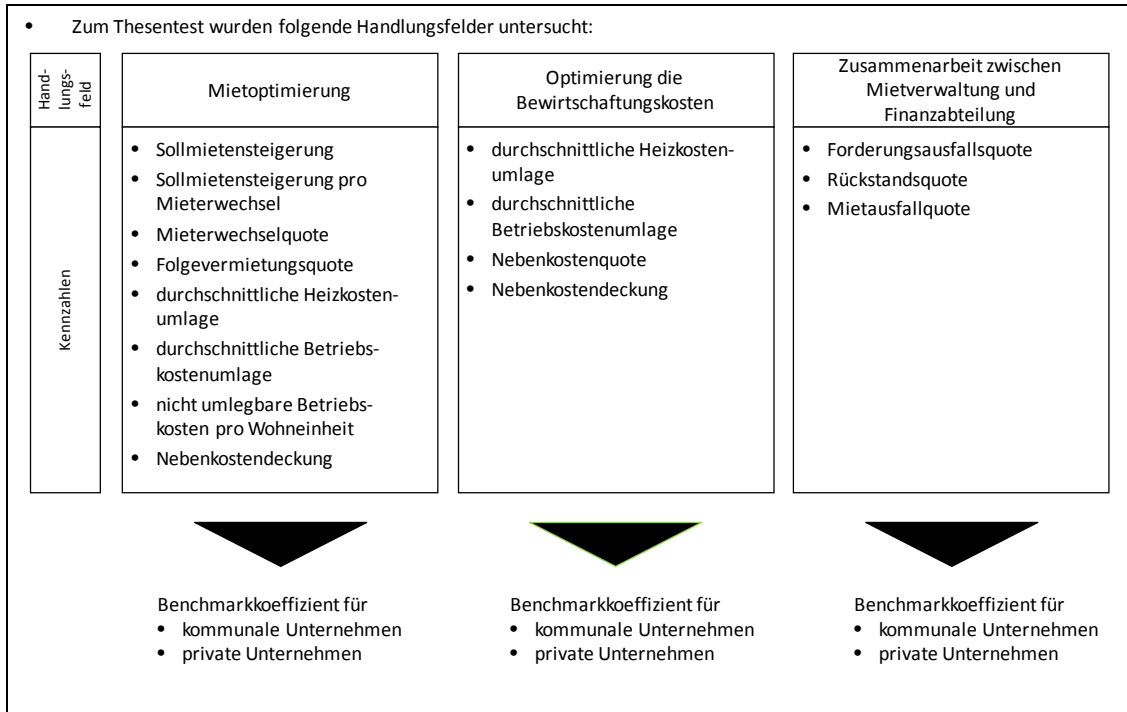 • Zum Thesentest wurden folgende Handlungsfelder untersucht:
Hand-
lungs-
feld
Mietoptimierung
Optimierung die
Bewirtschaftungskosten
Zusammenarbeit zwischen
Mietverwaltung und
Finanzabteilung
Kennzahlen
• Sollmietensteigerung
• Sollmietensteigerung pro
Mieterwechsel
• Mieterwechselquote
• Folgevermietungsquote
• durchschnittliche Heizkosten-
umlage
• durchschnittliche Betriebs-
kostenumlage
• nicht umlegbare Betriebs-
kosten pro Wohneinheit
• Nebenkostendeckung
• durchschnittliche Heizkosten-
umlage
• durchschnittliche
Betriebskostenumlage
• Nebenkostenquote
• Nebenkostendeckung
• Forderungsausfallsquote
• Rückstandsquote
• Mietausfallquote
Benchmarkkoeffizient für
• kommunale Unternehmen
• private Unternehmen
Benchmarkkoeffizient für
• kommunale Unternehmen
• private Unternehmen
Benchmarkkoeffizient für
• kommunale Unternehmen
• private Unternehmen